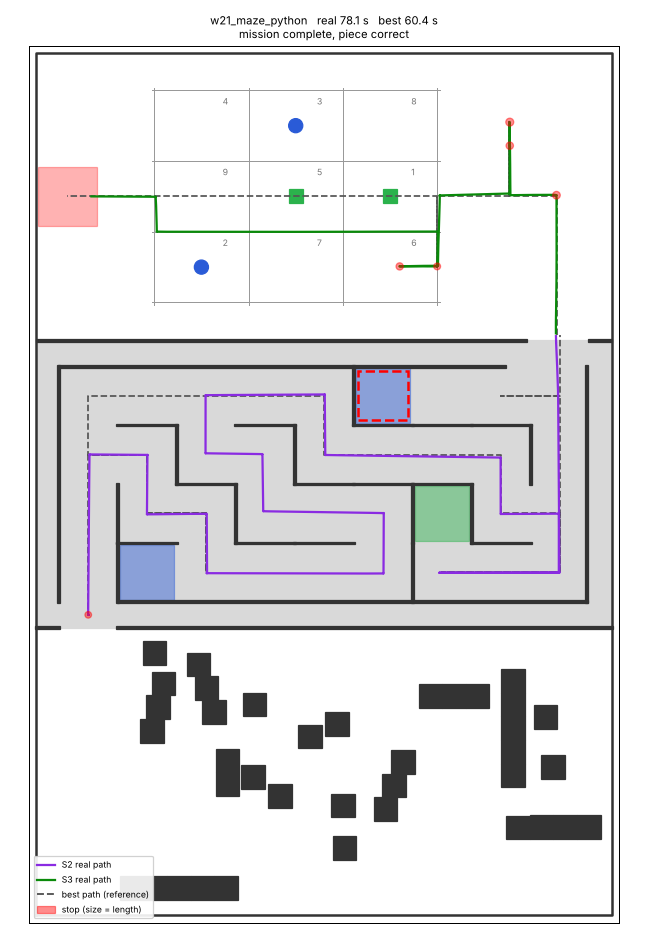 w21_maze_python real 78.1 s best 60.4 s
mission complete, piece correct
4 3 8
9 5 1
2 7 6
S2 real path
S3 real path
best path (reference)
stop (size = length)